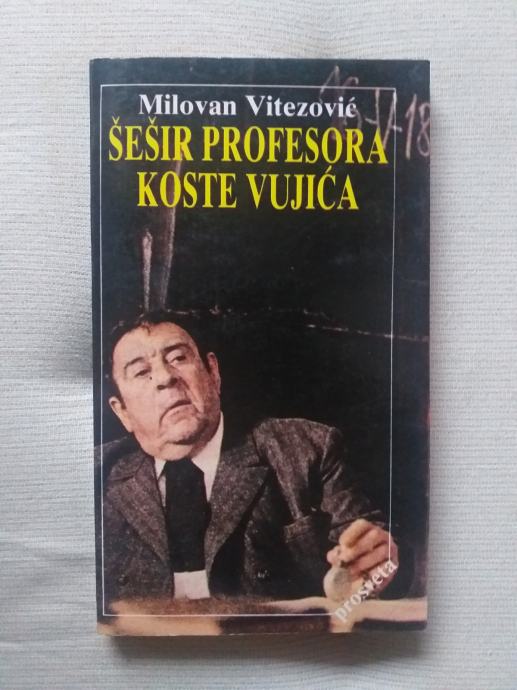 Milovan Vitezović
ŠEŠIR PROFESORA
KOSTE VUJIĆA
prosveta